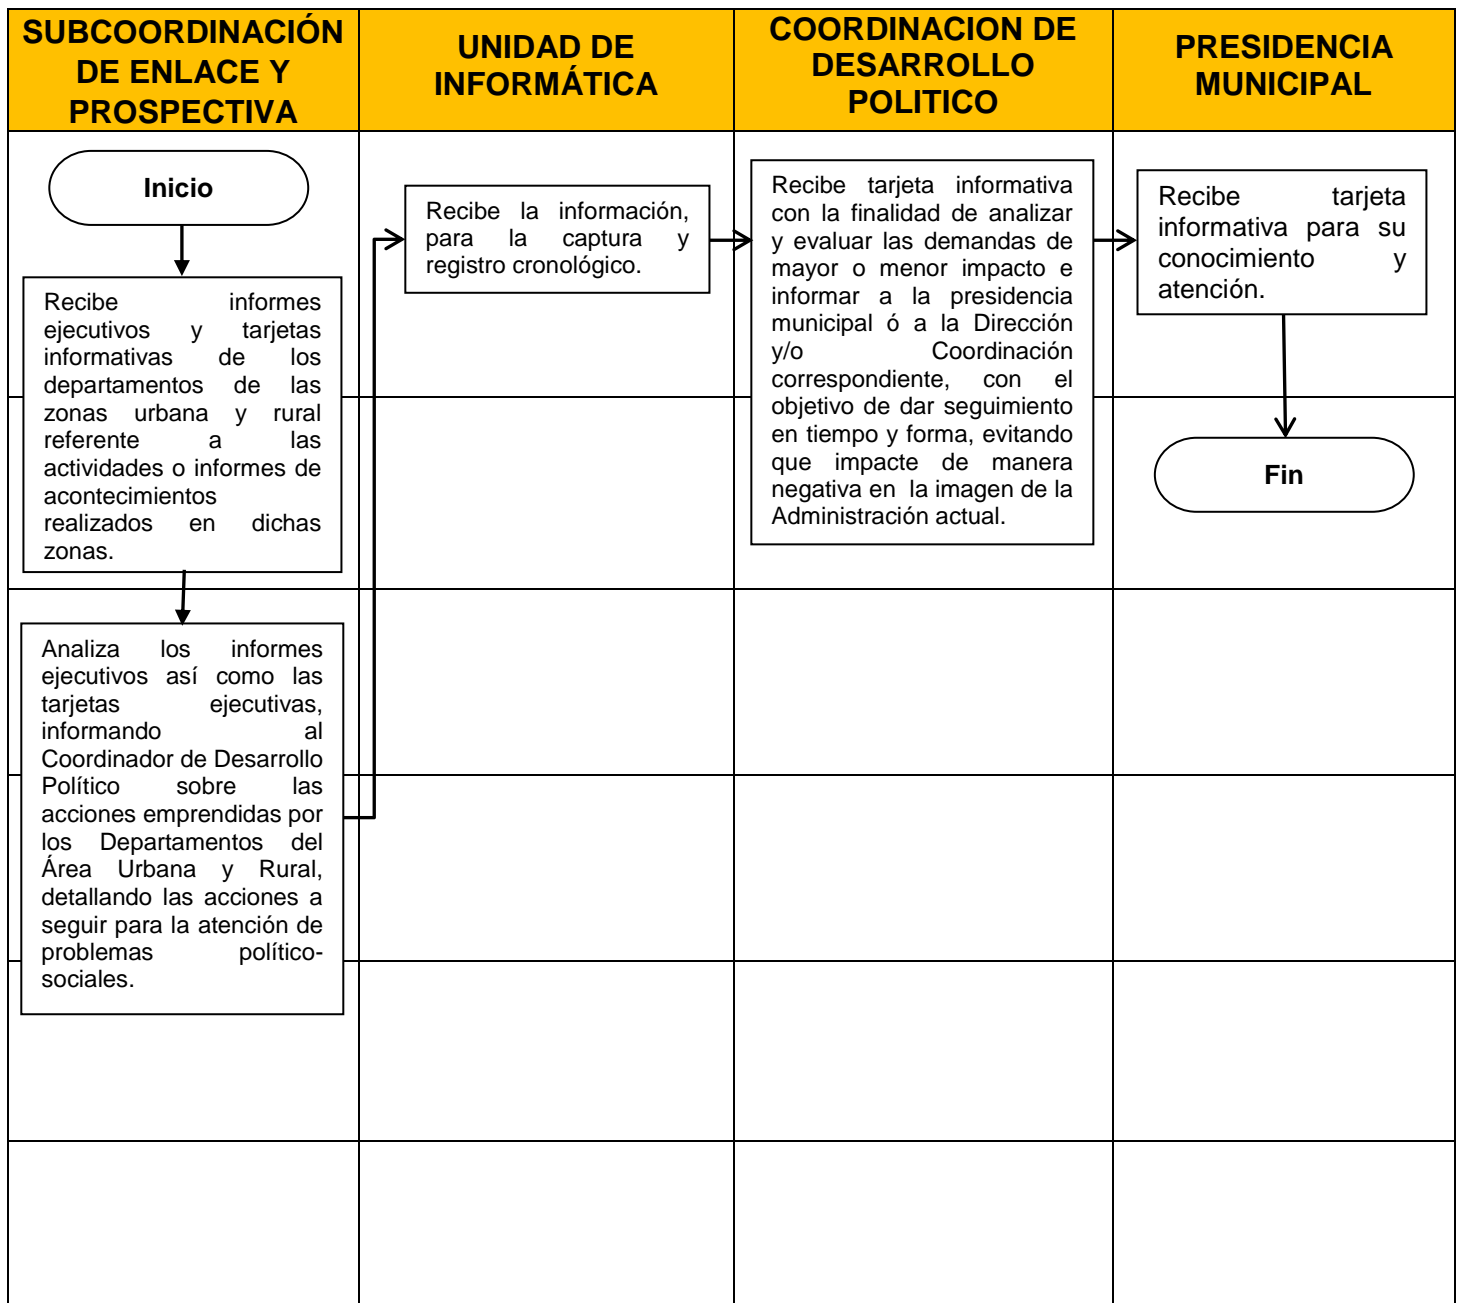 SUBCOORDINACIÓN
DE ENLACE Y
PROSPECTIVA
UNIDAD DE
INFORMÁTICA
COORDINACION DE
DESARROLLO
POLITICO
PRESIDENCIA
MUNICIPAL
Inicio
Recibe informes
ejecutivos y tarjetas
informativas de los
departamentos de las
zonas urbana y rural
referente a las
actividades o informes de
acontecimientos
realizados en dichas
zonas.
Analiza los informes
ejecutivos así como las
tarjetas ejecutivas,
informando al
Coordinador de Desarrollo
Político sobre las
acciones emprendidas por
los Departamentos del
Área Urbana y Rural,
detallando las acciones a
seguir para la atención de
problemas político-
sociales.
Recibe la información,
para la captura y
registro cronológico.
Recibe tarjeta informativa
con la finalidad de analizar
y evaluar las demandas de
mayor o menor impacto e
informar a la presidencia
municipal ó a la Dirección
y/o Coordinación
correspondiente, con el
objetivo de dar seguimiento
en tiempo y forma, evitando
que impacte de manera
negativa en la imagen de la
Administración actual.
Recibe tarjeta
informativa para su
conocimiento y
atención.
Fin